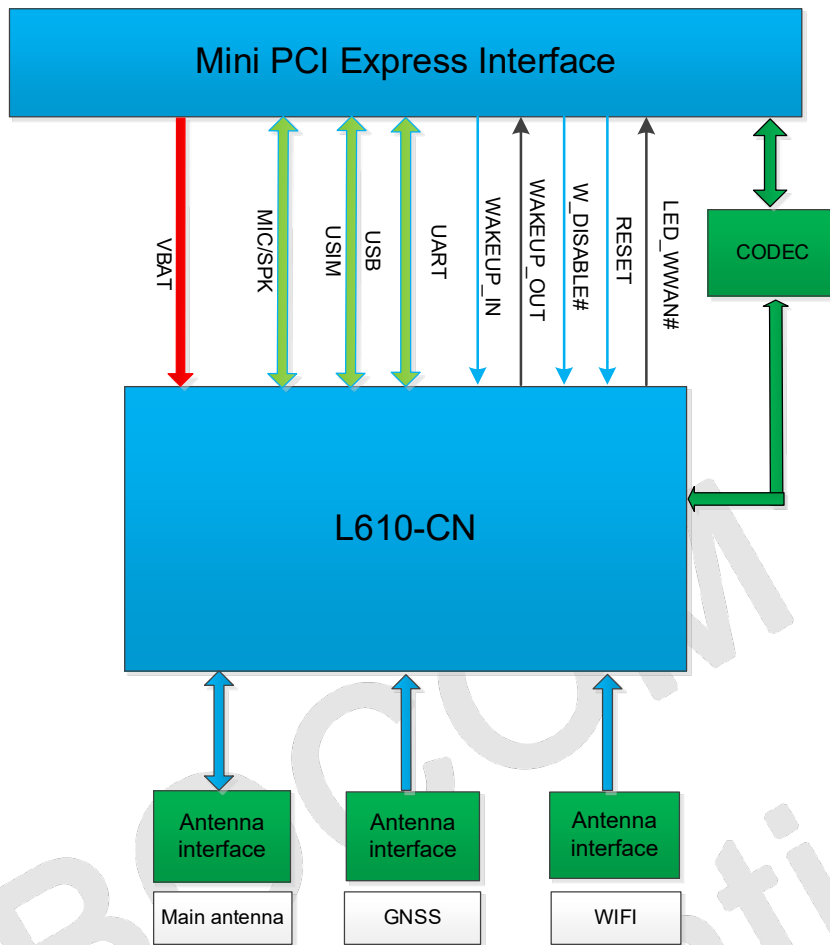 Mini PCI Express Interface
VBAT
MIC/SPK
USIM
USB
UART
WAKEUP_IN
WAKEUP_OUT
W_DISABLE#
RESET
LED_WWAN#
CODEC
L610-CN
Antenna
interface
Antenna
interface
Antenna
interface
Main antenna
GNSS
WIFI